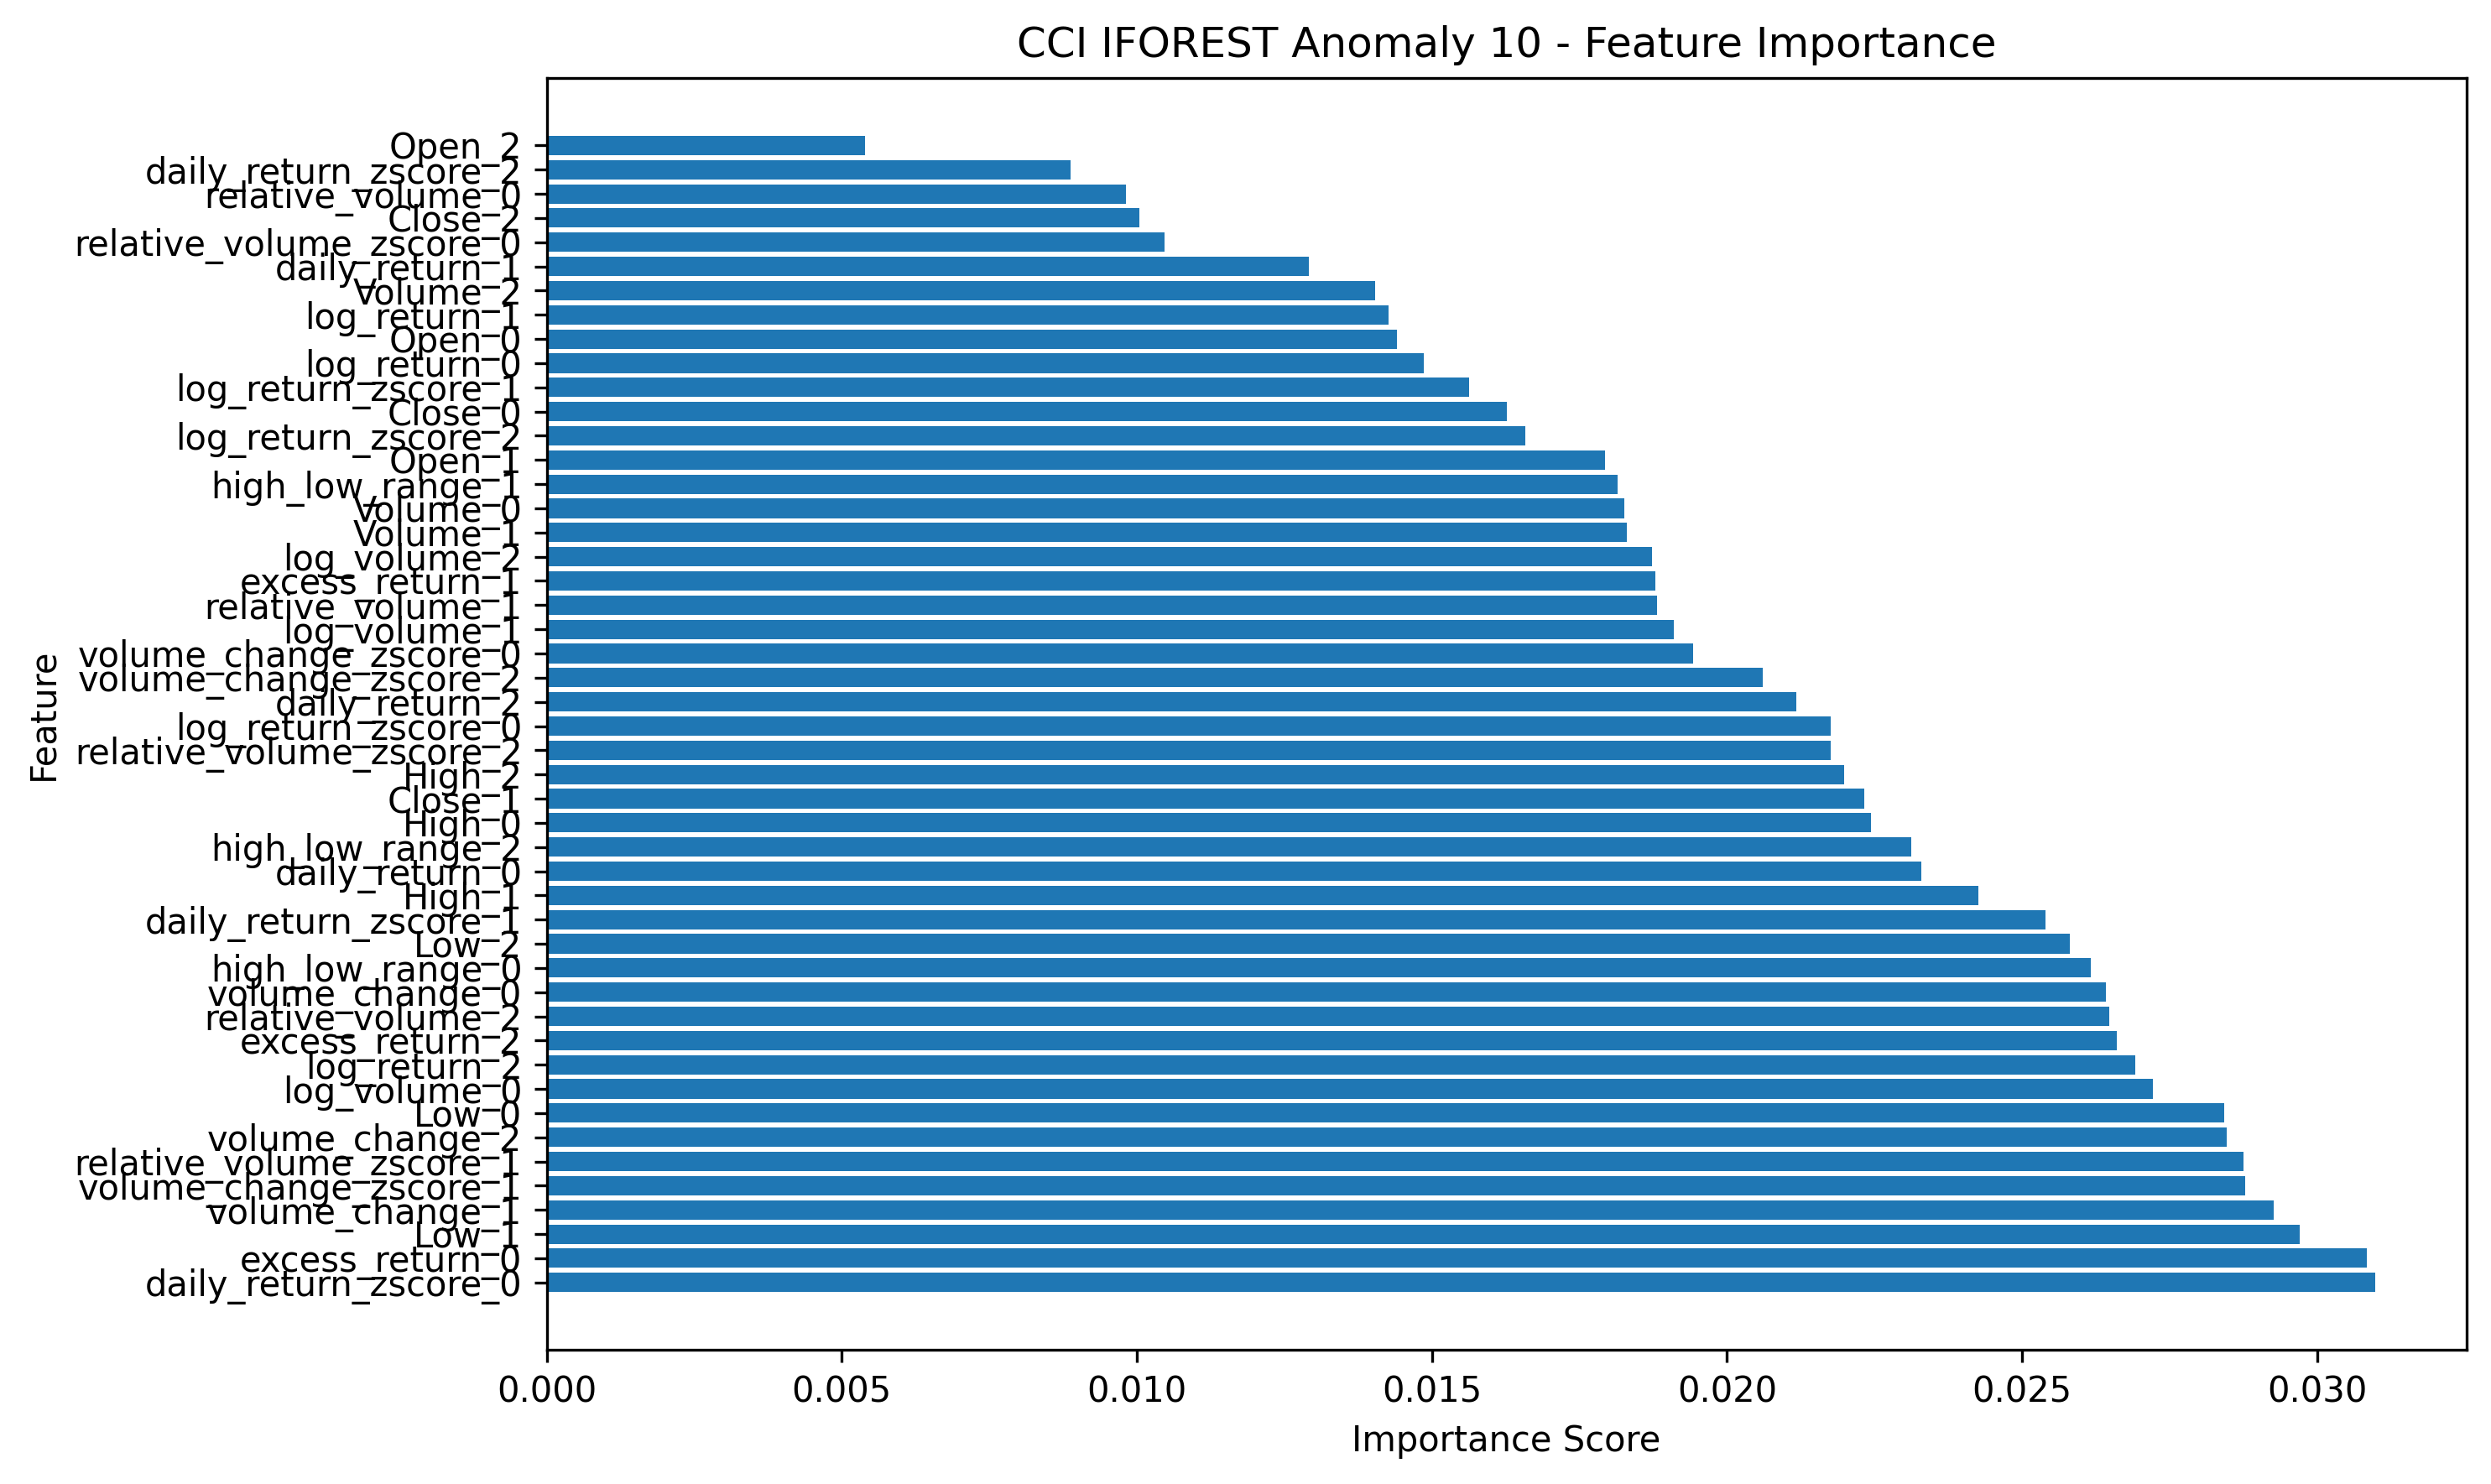 CCI IFOREST Anomaly 10 - Feature Importance
Open_2
daily_return_zscore_2
relative_volume_0
Close_2
relative_volume_zscore_0
daily_return_1
Volume_2
log_return_1
Open_0
log_return_0
log_return_zscore_1
Close_0
log_return_zscore_2
Open_1
high_low_range_1
Volume_0
Volume_1
log_volume_2
excess_return_1
relative_volume_1
log_volume_1
volume_change_zscore_0
volume_change_zscore_2
daily_return_2
log_return_zscore_0
relative_volume_zscore_2
High_2
Close_1
High_0
high_low_range_2
daily_return_0
High_1
daily_return_zscore_1
Low_2
high_low_range_0
volume_change_0
relative_volume_2
excess_return_2
log_return_2
log_volume_0
Low_0
volume_change_2
relative_volume_zscore_1
volume_change_zscore_1
volume_change_1
Low_1
excess_return_0
daily_return_zscore_0
Feature
0.000 0.005 0.010 0.015 0.020 0.025 0.030
Importance Score